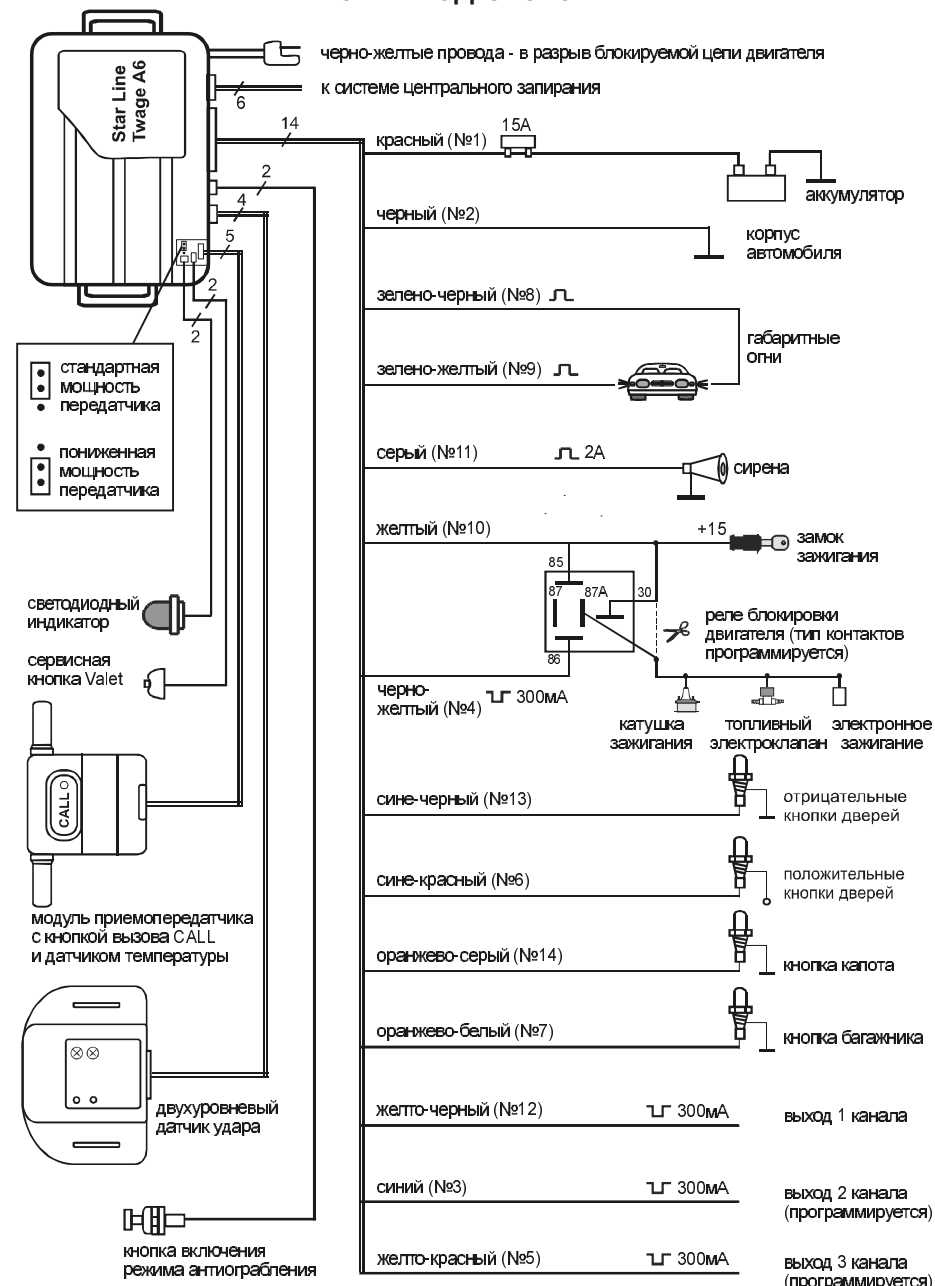 черно-желтые провода - в разрыв блокируемой цепи двигателя
Star Line
Twage A6
6
к системе центрального запирания
14
красный (№1)
15А
аккумулятор
2
4
черный (№2)
корпус
автомобиля
5
2
2
зелено-черный (№8)
габаритные
огни
зелено-желтый (№9)
стандартная
мощность
передатчика
пониженная
мощность
передатчика
серый (№11)
2А
сирена
желтый (№10)
+15
замок
зажигания
85
87
87А
30
86
реле блокировки
двигателя (тип контактов
программируется)
светодиодный
индикатор
сервисная
кнопка Valet
черно-
желтый (№4)
300мА
катушка
зажигания
топливный
электроклапан
электронное
зажигание
CALL
сине-черный (№13)
отрицательные
кнопки дверей
сине-красный (№6)
положительные
кнопки дверей
модуль приемопередатчика
с кнопкой вызова CALL
и датчиком температуры
оранжево-серый (№14)
кнопка капота
оранжево-белый (№7)
кнопка багажника
двухуровневый
датчик удара
желто-черный (№12)
300мА
выход 1 канала
синий (№3)
300мА
выход 2 канала
(программируется)
кнопка включения
режима антиограбления
желто-красный (№5)
300мА
выход 3 канала
(программируется)